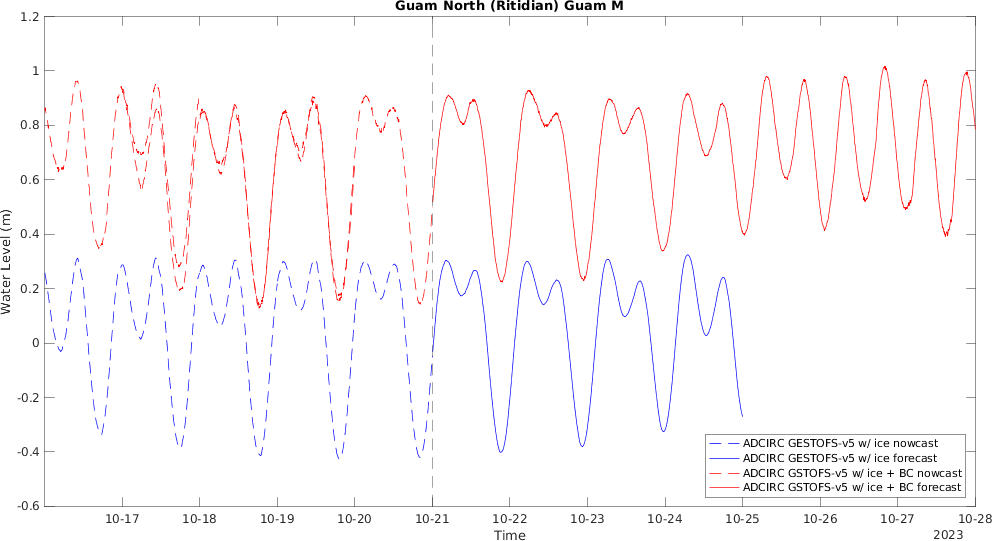 Guam North (Ritidian) Guam M
1.2
1
0.8
0.6
0.4
0.2
0
-0.2
-0.4
-0.6
Water Level (m)
10-17 10-18 10-19 10-20 10-21 10-22 10-23 10-24 10-25 10-26 10-27 10-28
Time
2023
ADCIRC GESTOFS-v5 w/ ice nowcast
ADCIRC GESTOFS-v5 w/ ice forecast
ADCIRC GSTOFS-v5 w/ ice + BC nowcast
ADCIRC GSTOFS-v5 w/ ice + BC forecast